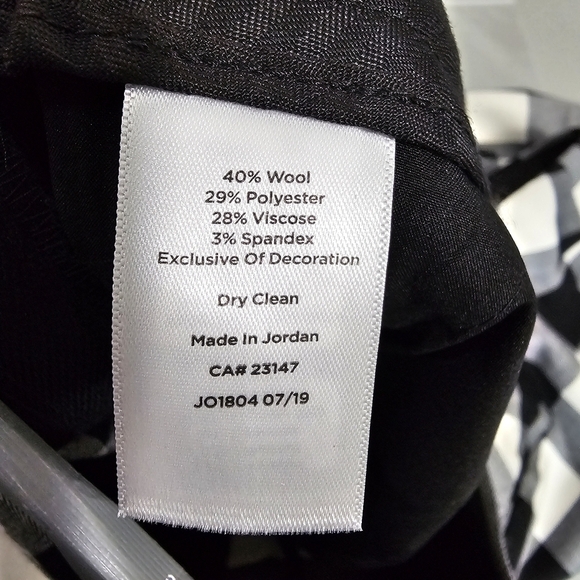 40% Wool
29% Polyester
28% Viscose
3% Spandex
Exclusive Of Decoration
Dry Clean
Made In Jordan
CA# 23147
JO1804 07/19